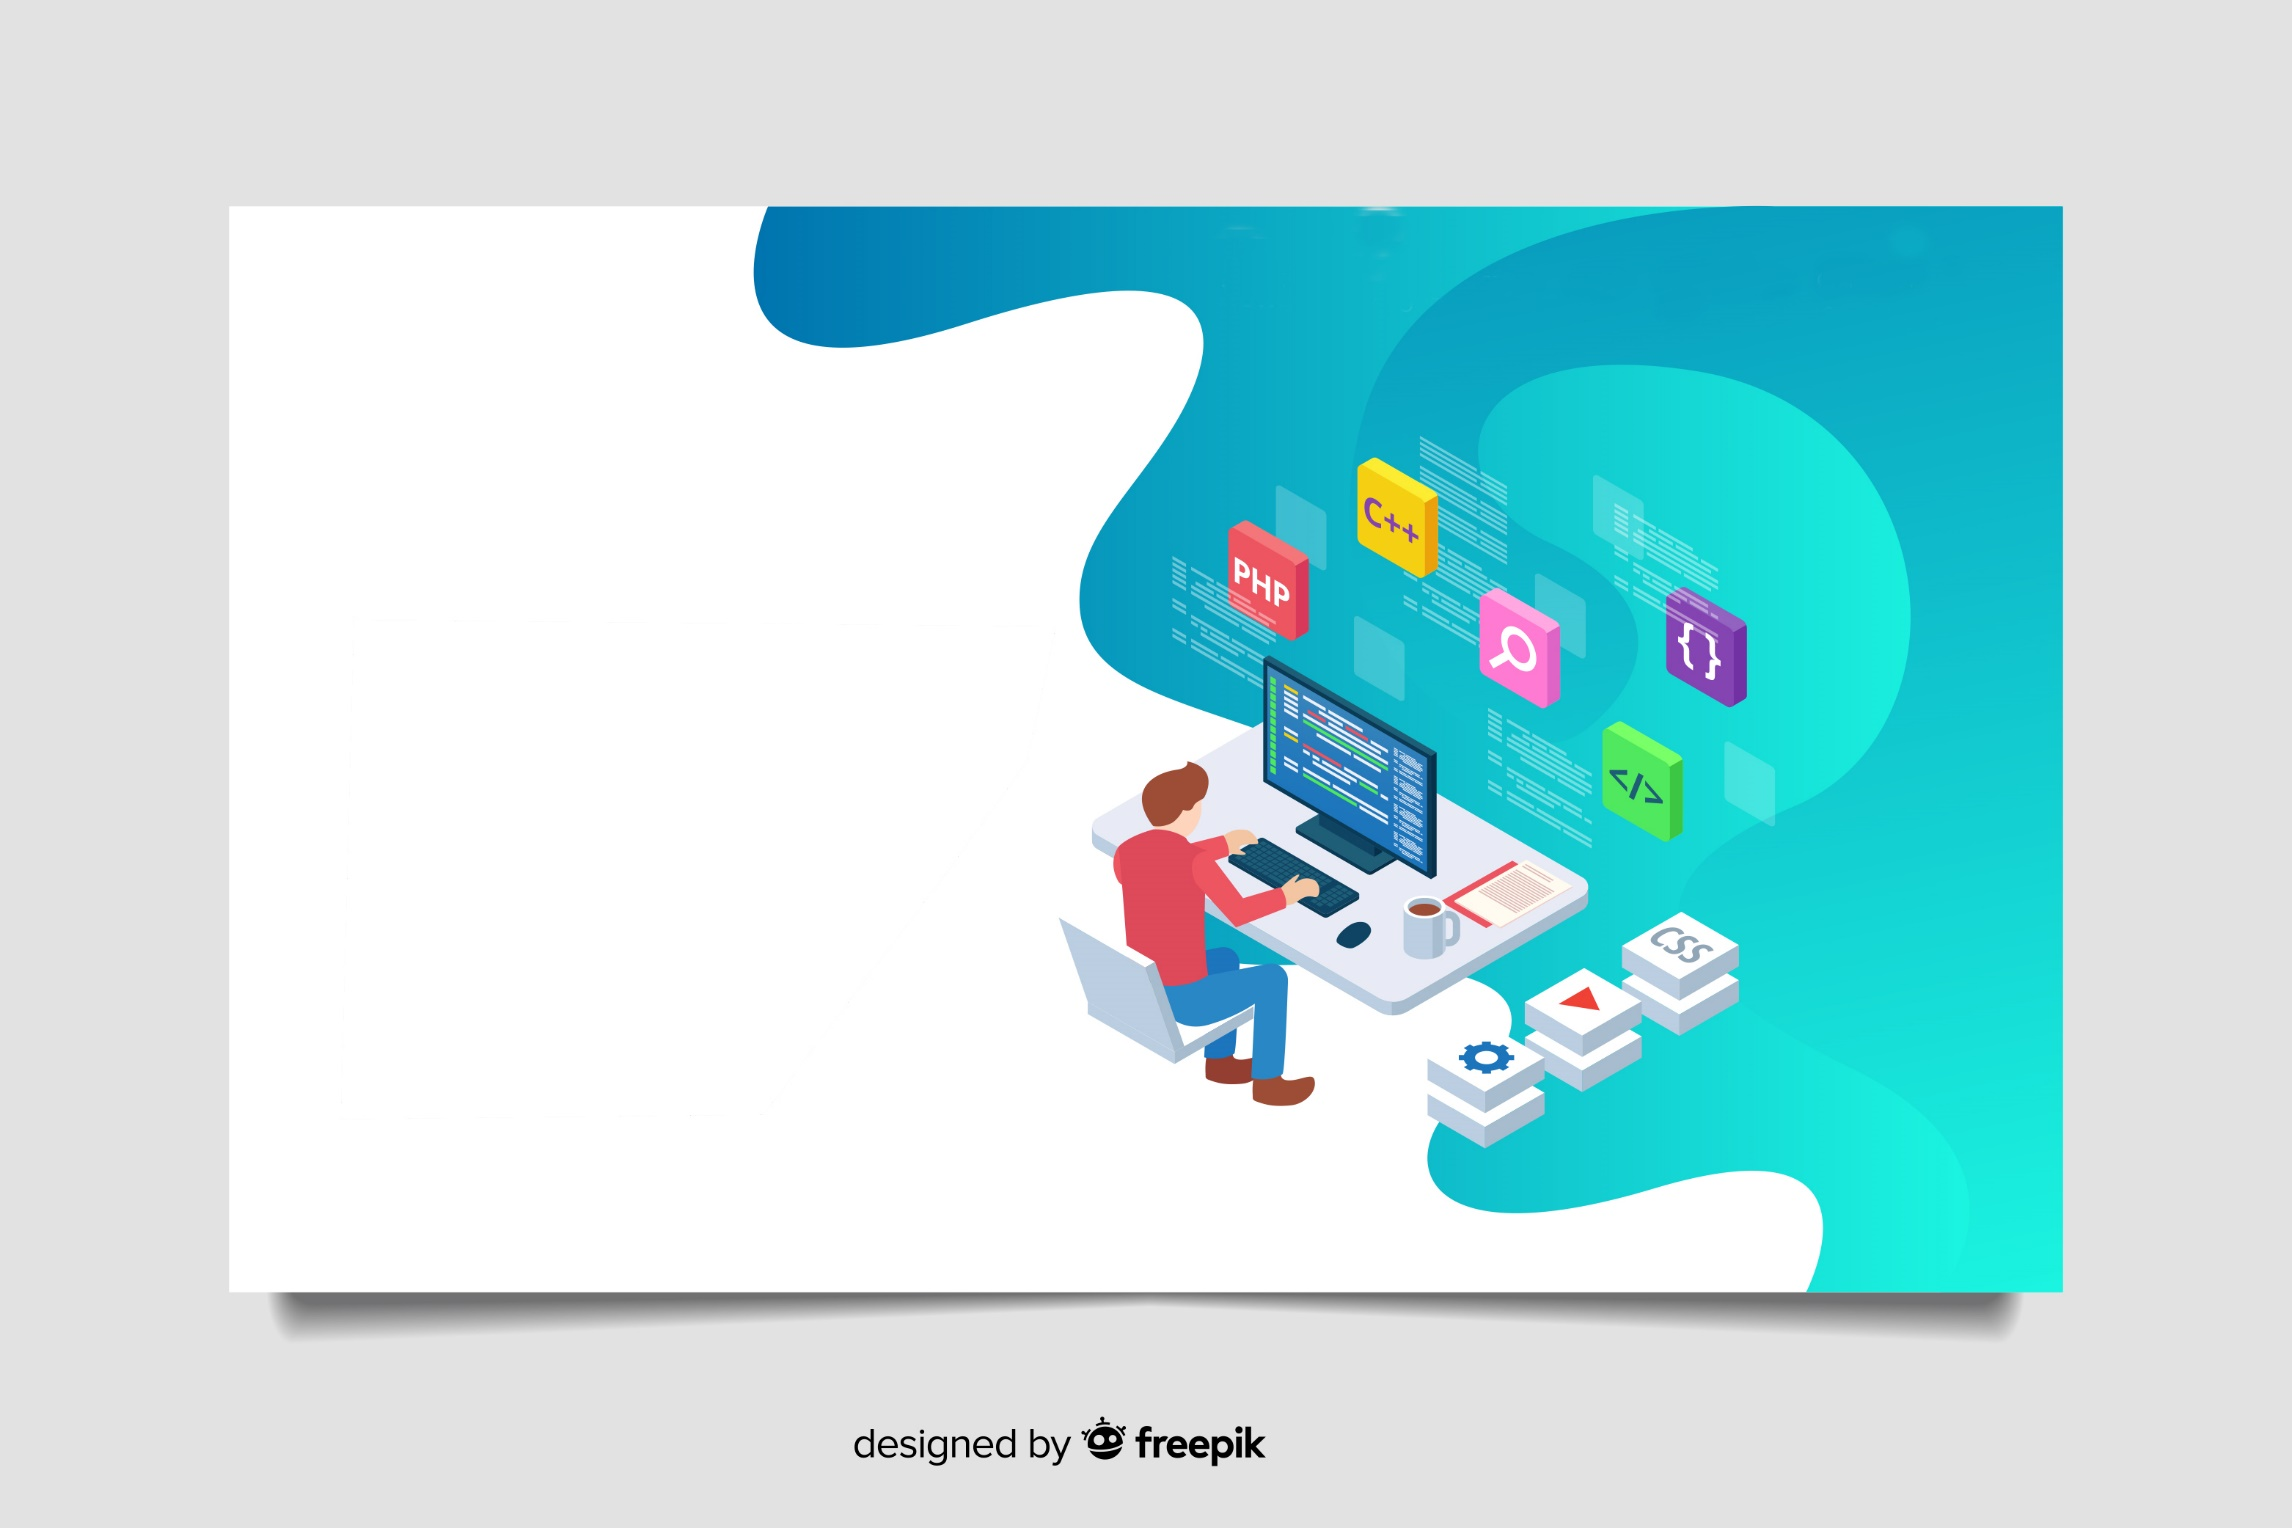 C++
PHP
{}
</>
CSS
designed by freepik